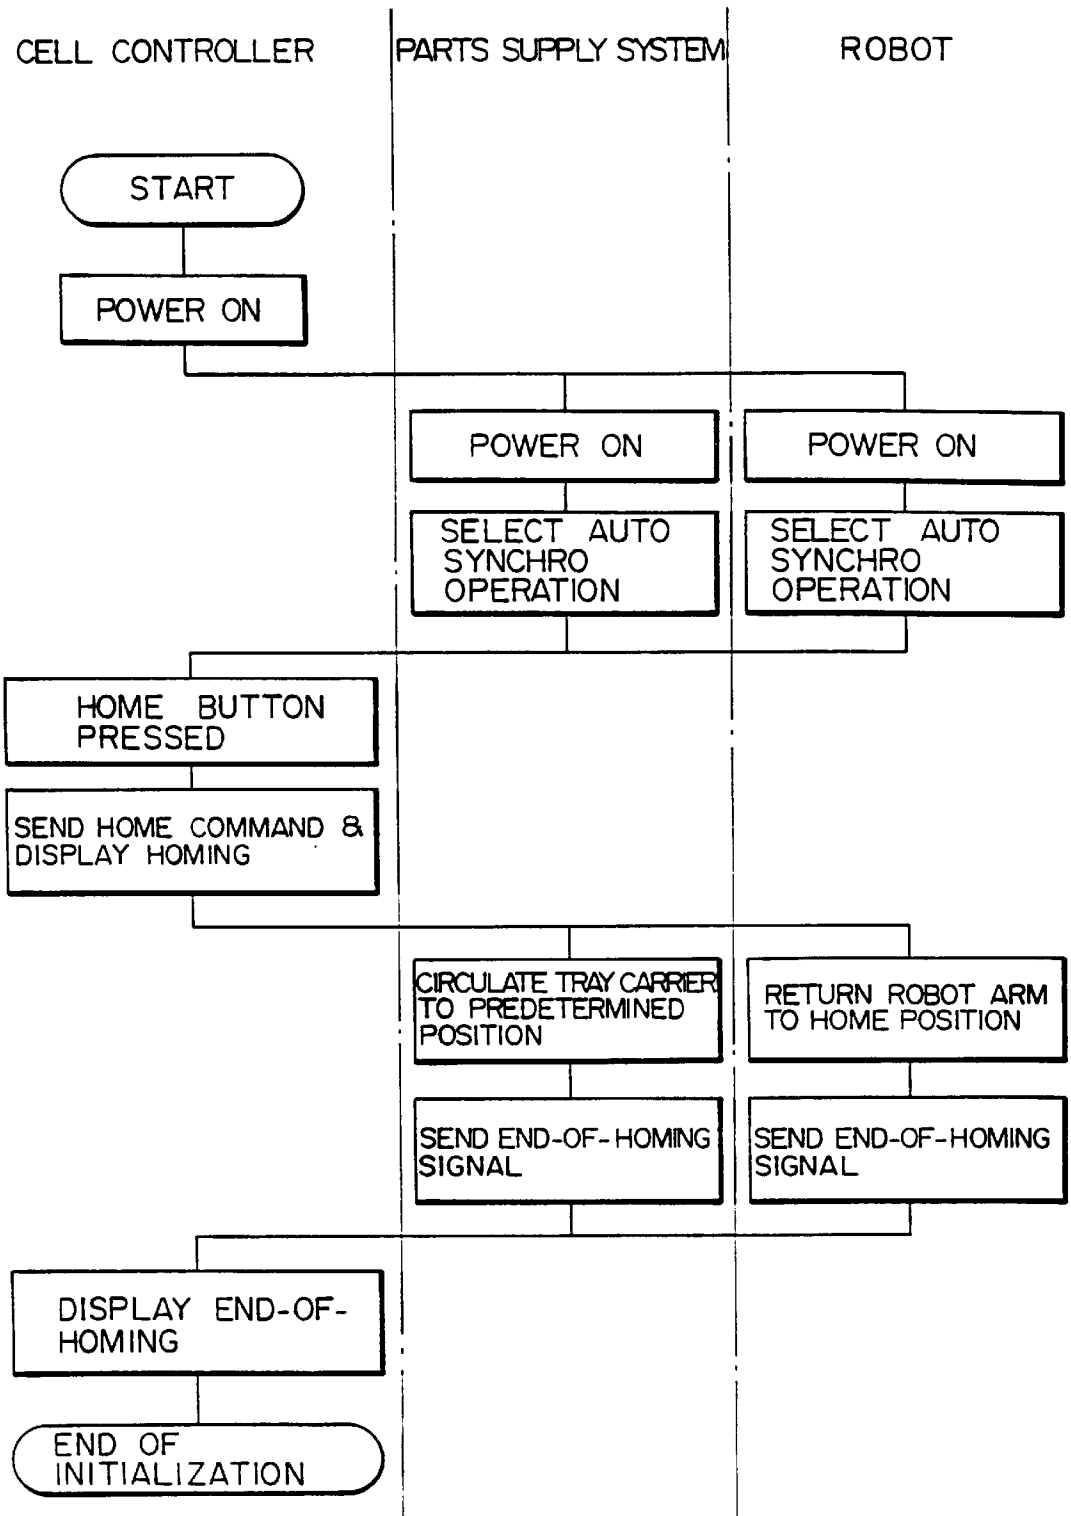 CELL CONTROLLER
PARTS SUPPLY SYSTEM
ROBOT
START
POWER ON
POWER ON
POWER ON
SELECT AUTO
SYNCHRO
OPERATION
SELECT AUTO
SYNCHRO
OPERATION
HOME BUTTON
PRESSED
SEND HOME COMMAND &
DISPLAY HOMING
CIRCULATE TRAY CARRIER
TO PREDETERMINED
POSITION
RETURN ROBOT ARM
TO HOME POSITION
SEND END-OF-HOMING
SIGNAL
SEND END-OF-HOMING
SIGNAL
DISPLAY END-OF-
HOMING
END OF
INITIALIZATION